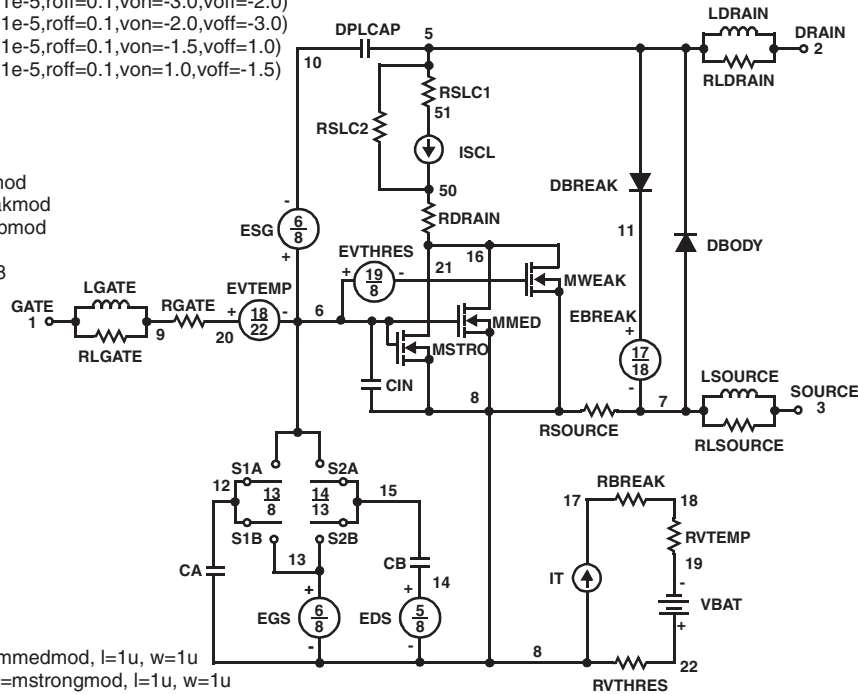 1e-5,roff=0.1,von=-3.0,voff=-2.0)
1e-5,roff=0.1,von=-2.0,voff=-3.0)
1e-5,roff=0.1,von=-1.5,voff=1.0)
1e-5,roff=0.1,von=1.0,voff=-1.5)
LDRAIN
DPLCAP 5 DRAIN
10 2
RLDRAIN
RSLC1
51
RSLC2
ISCL
50
DBREAK
RDRAIN
- ESG 6 8 +
11
DBODY
EVTHRES
+ 19 8 - 21 16
MWEAK
LGATE EVTEMP
GATE RGATE + 18 22 - 6
1 9 20
RLGATE
MMED
EBREAK + 17 18 -
MSTRO
CIN
LSOURCE
8 7 SOURCE
3
RSOURCE
RLSOURCE
S1A S2A
12 13 8 14 13 15
S1B S2B
13
CA CB
14
+ EGS 6 8 -
+ EDS 5 8 -
RBREAK
17 18
RVTEMP
19
IT
- VBAT +
8 22
RVTHRES
mmedmod, l=1u, w=1u
=mstrongmod, l=1u, w=1u